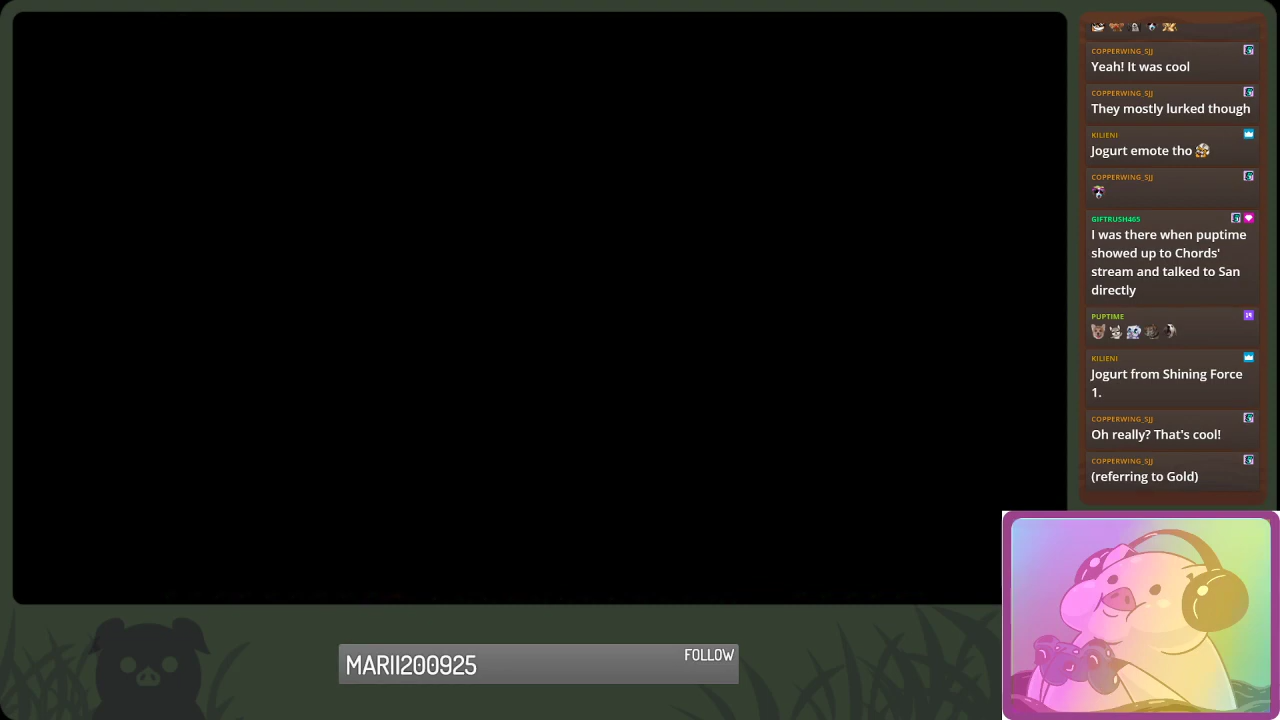 COPPERWING_SJJ
Yeah! It was cool
COPPERWING_SJJ
They mostly lurked though
KILIENI
Jogurt emote tho
COPPERWING_SJJ
GIFTRUSH465
I was there when puptime
showed up to Chords'
stream and talked to San
directly
PUPTIME
KILIENI
Jogurt from Shining Force
1.
COPPERWING_SJJ
Oh really? That's cool!
COPPERWING_SJJ
(referring to Gold)
MARII200925
FOLLOW